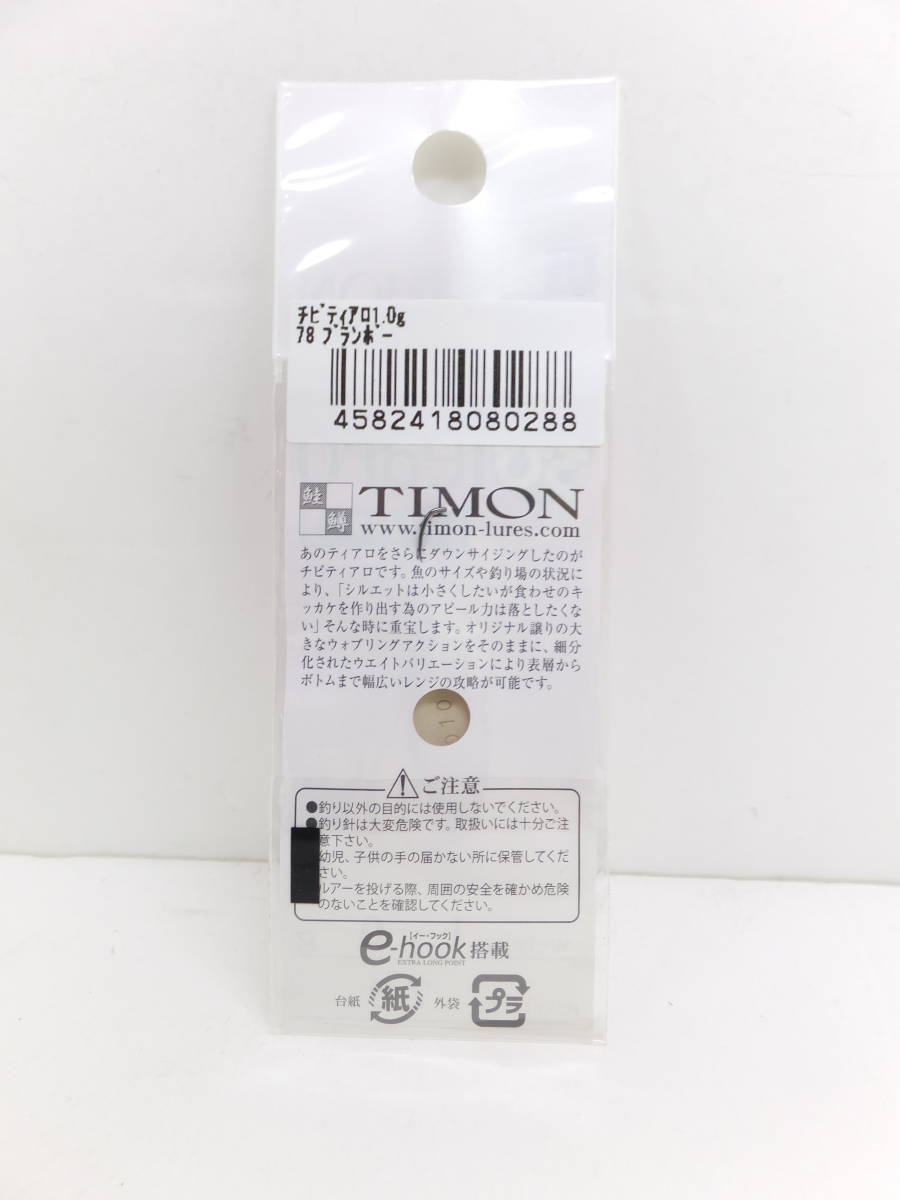 チビティアロ1.0g
78 ブランボー
4582418080288
鮭
鱒
TIMON
www.timon-lures.com
あのティアロをさらにダウンサイジングしたのが
チビティアロです。魚のサイズや釣り場の状況に
より、「シルエットは小さくしたいが食わせのキ
ッカケを作り出す為のアピール力は落としたくな
い」そんな時に重宝します。オリジナル譲りの大
きなウォブリングアクションをそのままに、細分
化されたウエイトバリエーションにより表層から
ボトムまで幅広いレンジの攻略が可能です。
10
ご注意
●釣り以外の目的には使用しないでください。
●釣り針は大変危険です。取扱いには十分ご注
意下さい。
幼児、子供の手の届かない所に保管してくだ
さい。
ルアーを投げる際、周囲の安全を確かめ危険
のないことを確認してください。
[イー・フック]
e-hook搭載
EXTRA LONG POINT
台紙 紙 外袋 プラ